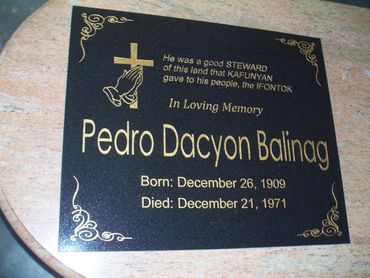 He was a good STEWARD
of this land that KAFUNYAN
gave to his people, the IFONTOK
In Loving Memory
Pedro Dacyon Balinag
Born: December 26, 1909
Died: December 21, 1971